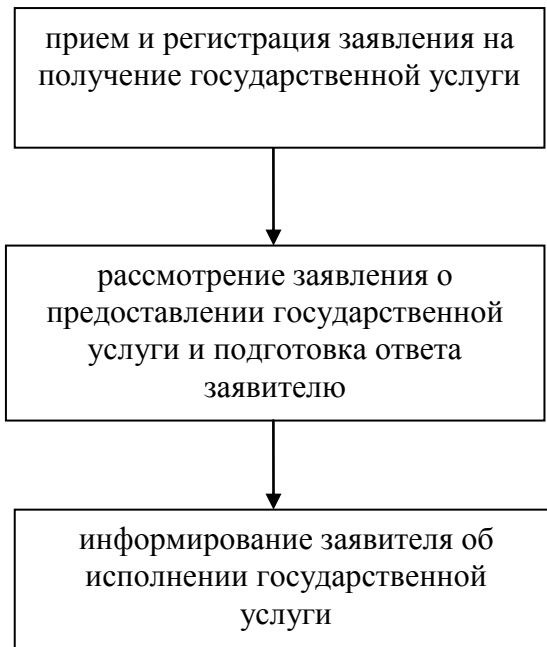 прием и регистрация заявления на
получение государственной услуги
рассмотрение заявления о
предоставлении государственной
услуги и подготовка ответа
заявителю
информирование заявителя об
исполнении государственной
услуги